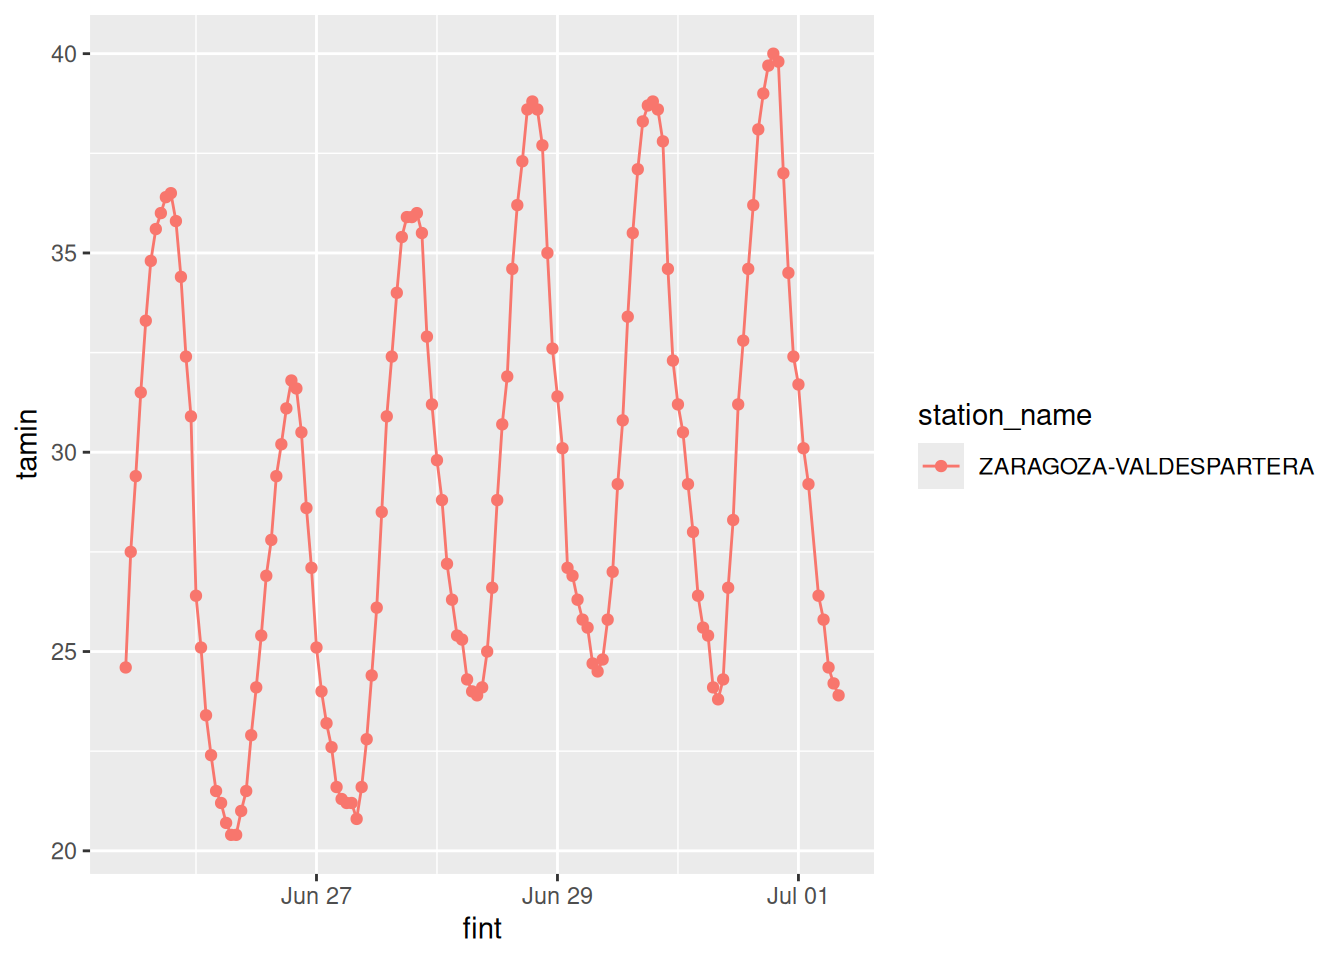 40
35
30
25
20
tamin
Jun 27
Jun 29
Jul 01
fint
station_name
ZARAGOZA-VALDESPARTERA